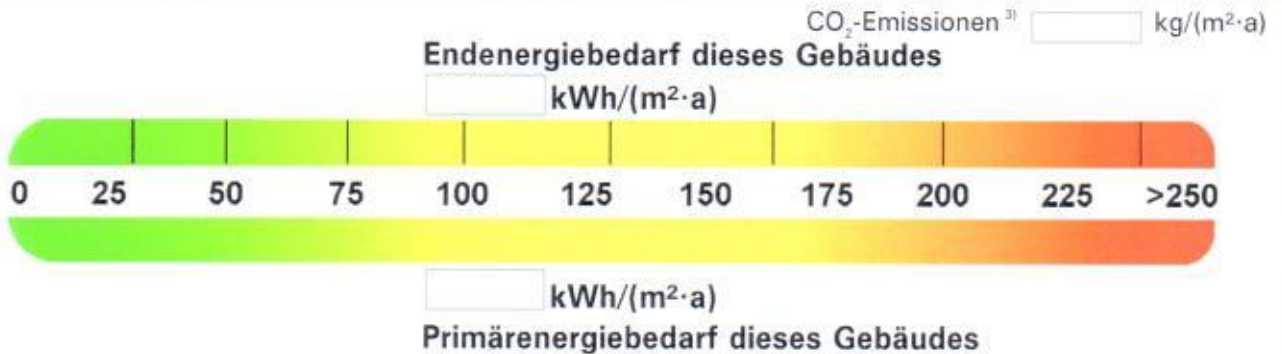 CO₂-Emissionen ³⁾ kg/(m²·a)
Endenergiebedarf dieses Gebäudes
kWh/(m²·a)
0 25 50 75 100 125 150 175 200 225 >250
kWh/(m²·a)
Primärenergiebedarf dieses Gebäudes